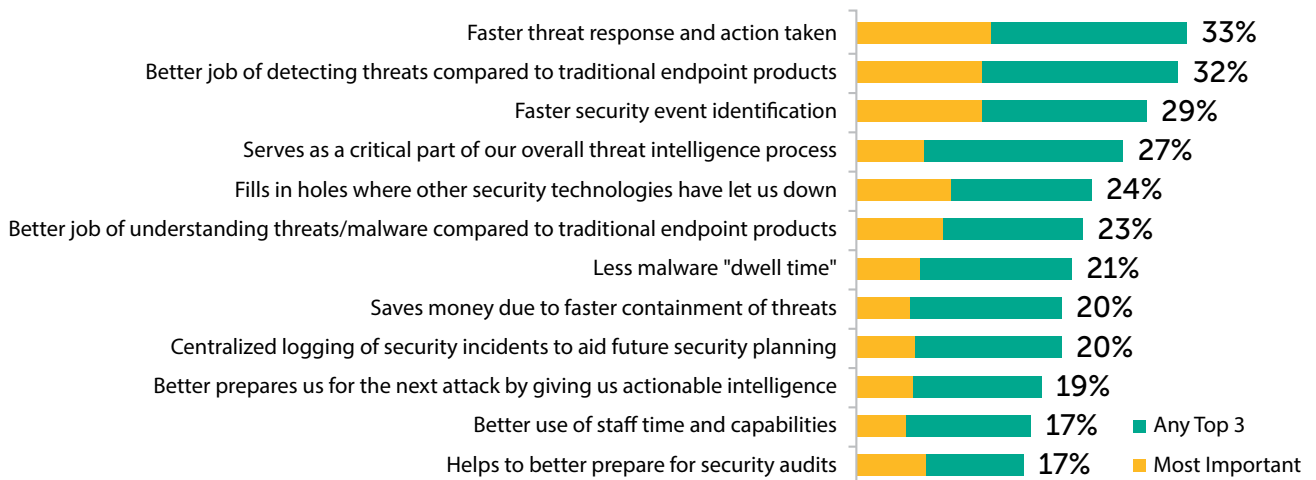 Faster threat response and action taken 33%
Better job of detecting threats compared to traditional endpoint products 32%
Faster security event identification 29%
Serves as a critical part of our overall threat intelligence process 27%
Fills in holes where other security technologies have let us down 24%
Better job of understanding threats/malware compared to traditional endpoint products 23%
Less malware "dwell time" 21%
Saves money due to faster containment of threats 20%
Centralized logging of security incidents to aid future security planning 20%
Better prepares us for the next attack by giving us actionable intelligence 19%
Better use of staff time and capabilities 17% Any Top 3
Helps to better prepare for security audits 17% Most Important